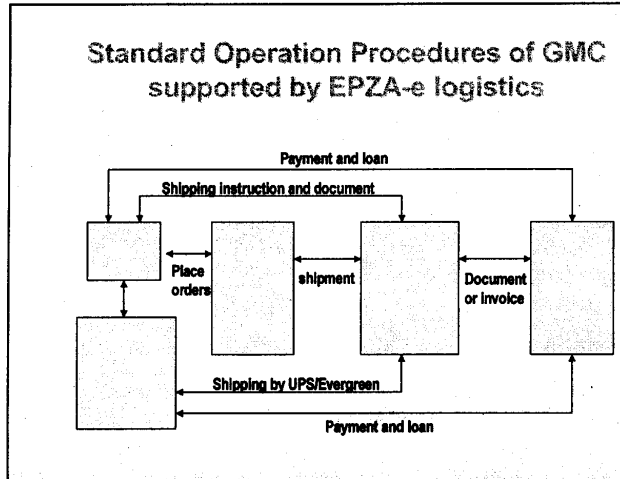 Standard Operation Procedures of GMC
supported by EPZA-e logistics
Payment and loan
Shipping instruction and document
Place
orders
shipment
Document
or invoice
Shipping by UPS/Evergreen
Payment and loan